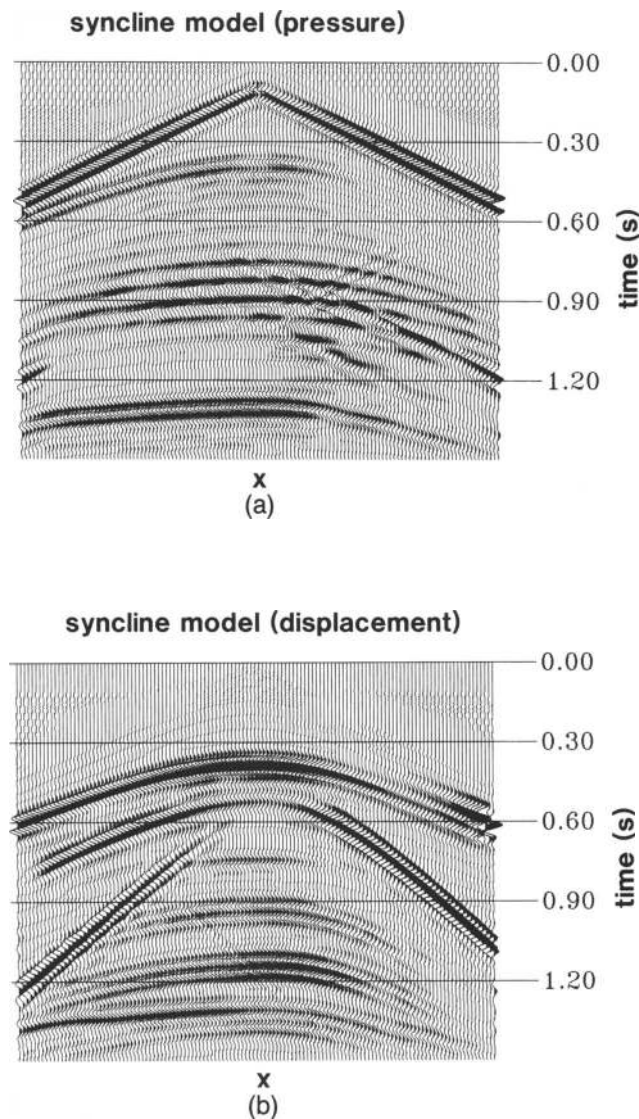 syncline model (pressure)
0.00
0.30
0.60
0.90
1.20
time (s)
x
(a)
syncline model (displacement)
0.00
0.30
0.60
0.90
1.20
time (s)
x
(b)